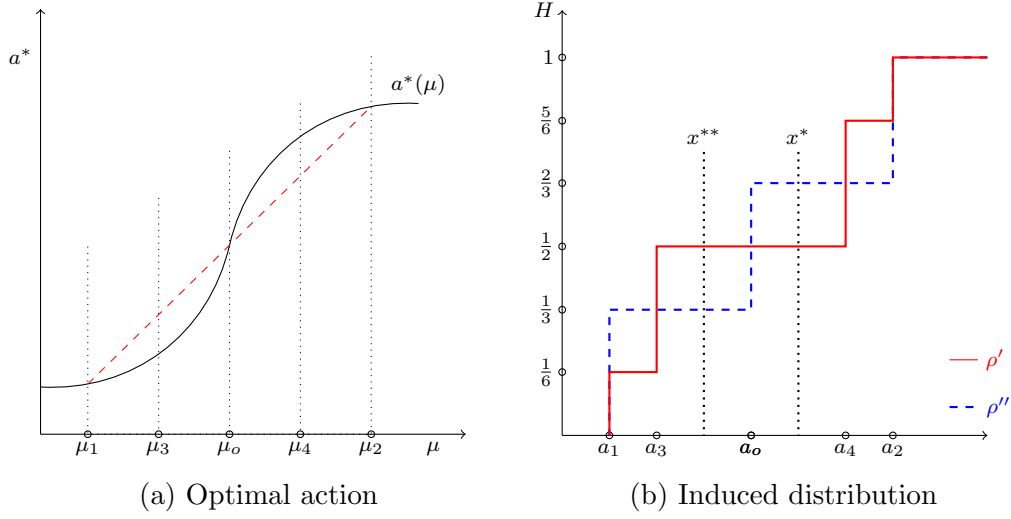 a*
a*(μ)
μ₁ μ₃ μₒ μ₄ μ₂ μ
(a) Optimal action
H
1
5/6
2/3
1/2
1/3
1/6
x** x*
ρ′
ρ″
a₁ a₃ aₒ a₄ a₂
(b) Induced distribution